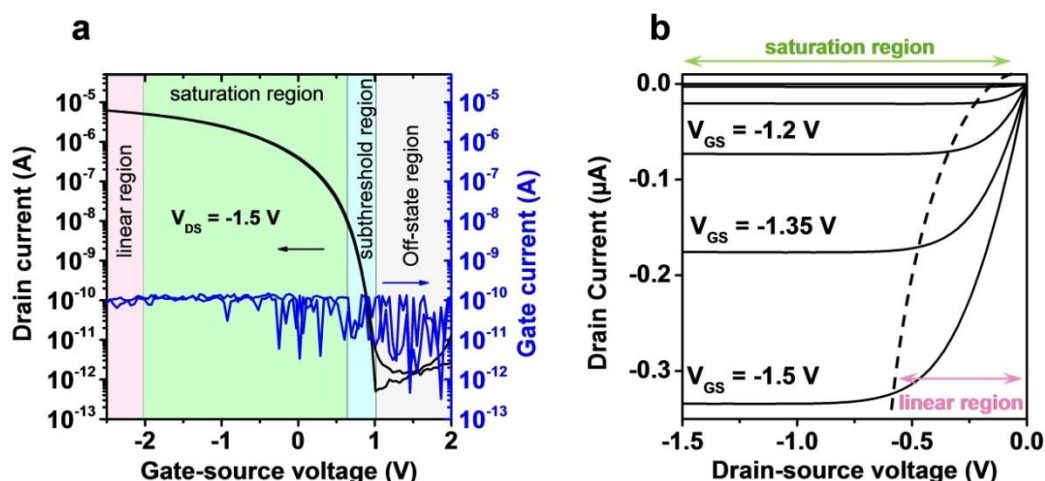 a
saturation region
linear region
subthreshold region
Off-state region
V_DS = -1.5 V
10^-5
10^-6
10^-7
10^-8
10^-9
10^-10
10^-11
10^-12
10^-13
Drain current (A)
10^-5
10^-6
10^-7
10^-8
10^-9
10^-10
10^-11
10^-12
10^-13
Gate current (A)
-2 -1 0 1 2
Gate-source voltage (V)
b
saturation region
0.0
-0.1
-0.2
-0.3
Drain Current (µA)
V_GS = -1.2 V
V_GS = -1.35 V
V_GS = -1.5 V
linear region
-1.5 -1.0 -0.5 0.0
Drain-source voltage (V)